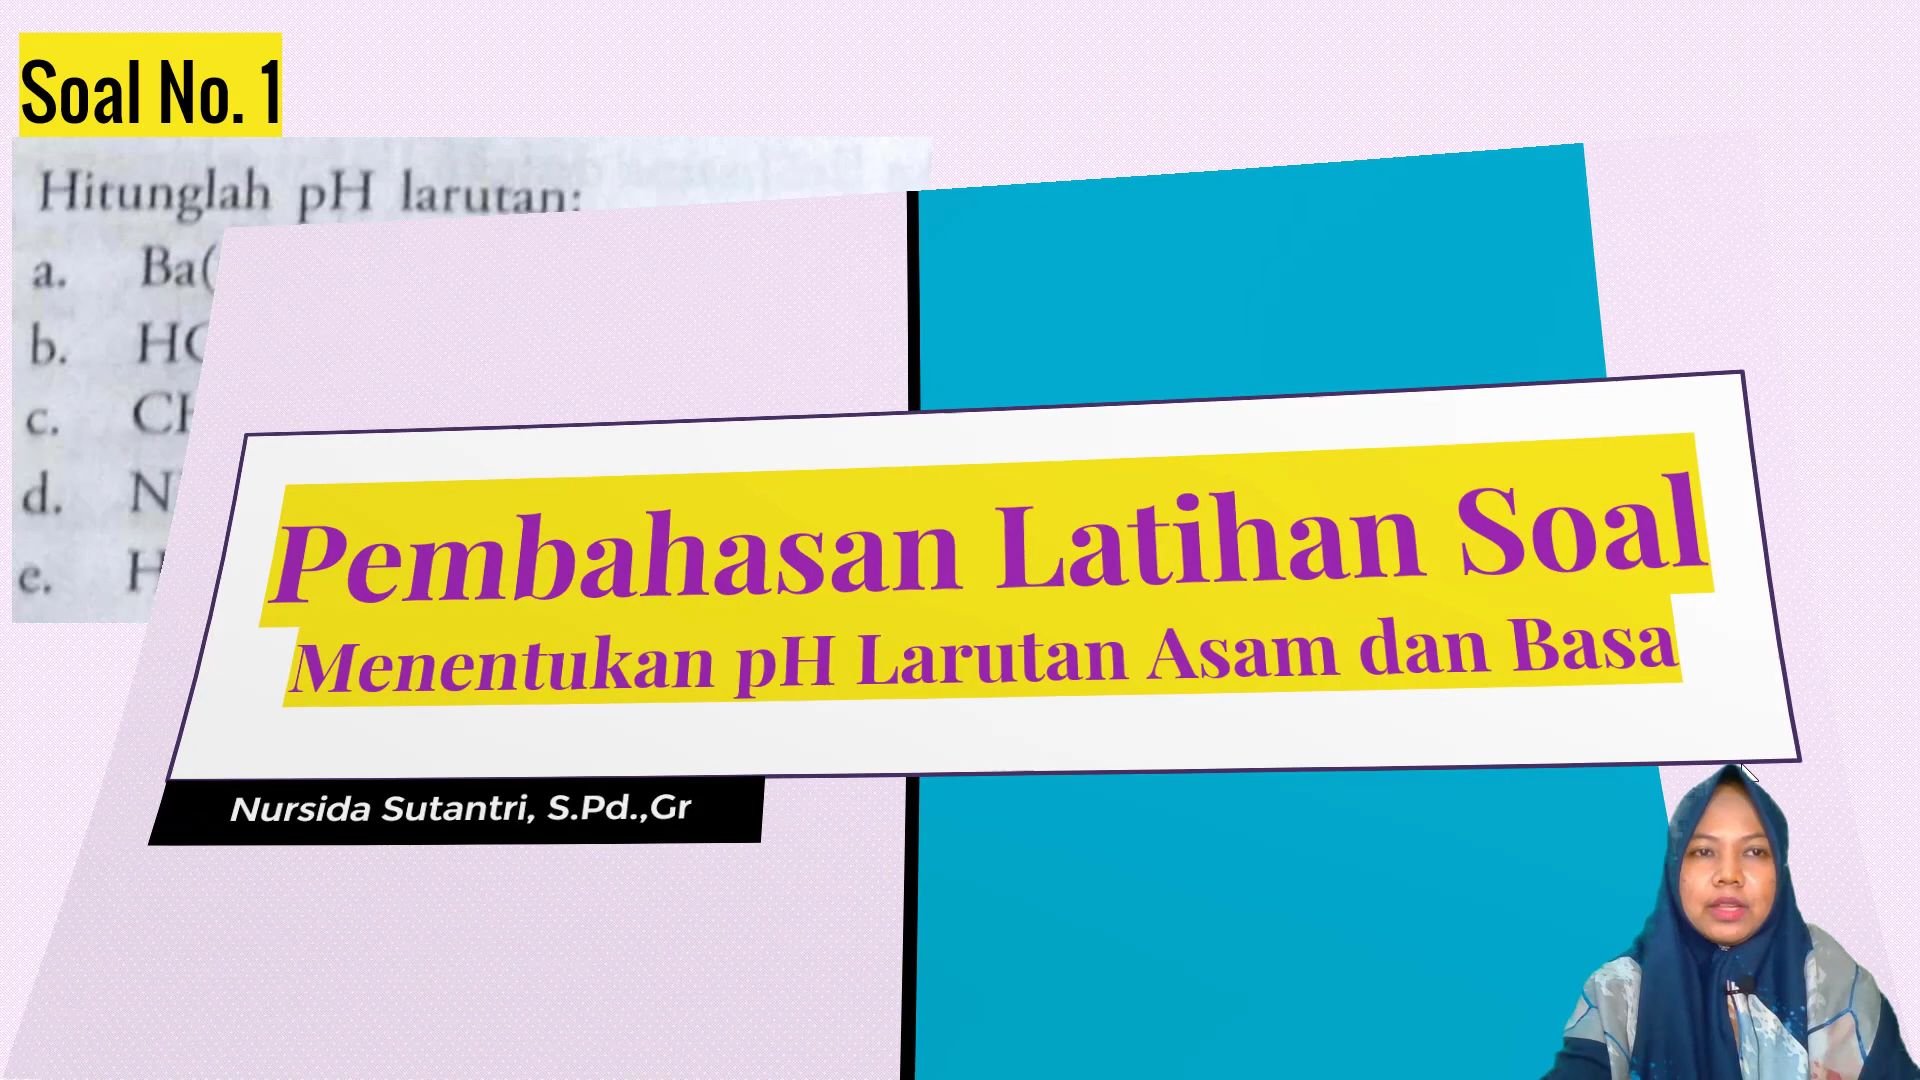 Soal No. 1
Hitunglah pH larutan:
a. Ba(
b. HC
c. CH
d. N
e. H
Pembahasan Latihan Soal
Menentukan pH Larutan Asam dan Basa
Nursida Sutantri, S.Pd.,Gr